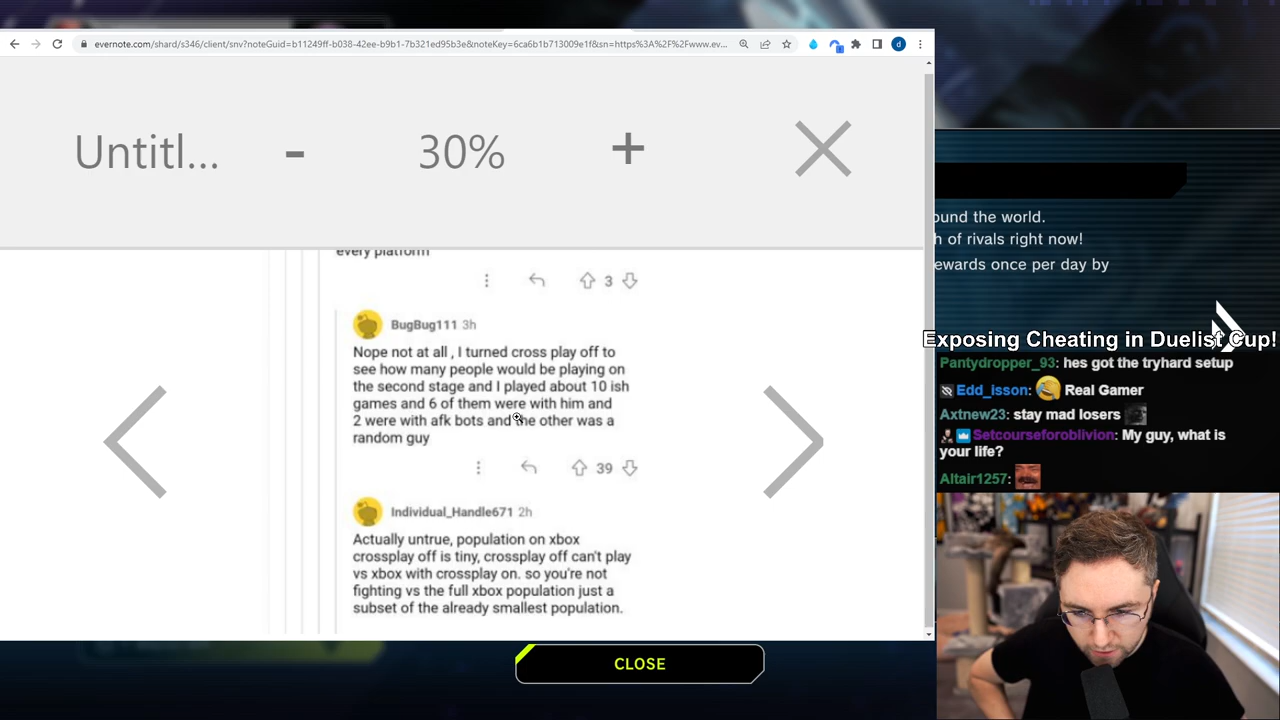 evernote.com/shard/s346/client/snv?noteGuid=b11249ff-b038-42ee-b9b1-7b321ed95b3e&noteKey=6ca6b1b713009e1f&sn=https%3A%2F%2Fwww.ev...
Untitl...
-
30%
+
every platform
3
BugBug111 3h
Nope not at all , I turned cross play off to
see how many people would be playing on
the second stage and I played about 10 ish
games and 6 of them were with him and
2 were with afk bots and the other was a
random guy
39
Individual_Handle671 2h
Actually untrue, population on xbox
crossplay off is tiny, crossplay off can't play
vs xbox with crossplay on. so you're not
fighting vs the full xbox population just a
subset of the already smallest population.
ound the world.
h of rivals right now!
ewards once per day by
Exposing Cheating in Duelist Cup!
Pantydropper_93: hes got the tryhard setup
Edd_isson: Real Gamer
Axtnew23: stay mad losers
Setcourseforoblivion: My guy, what is
your life?
Altair1257:
CLOSE